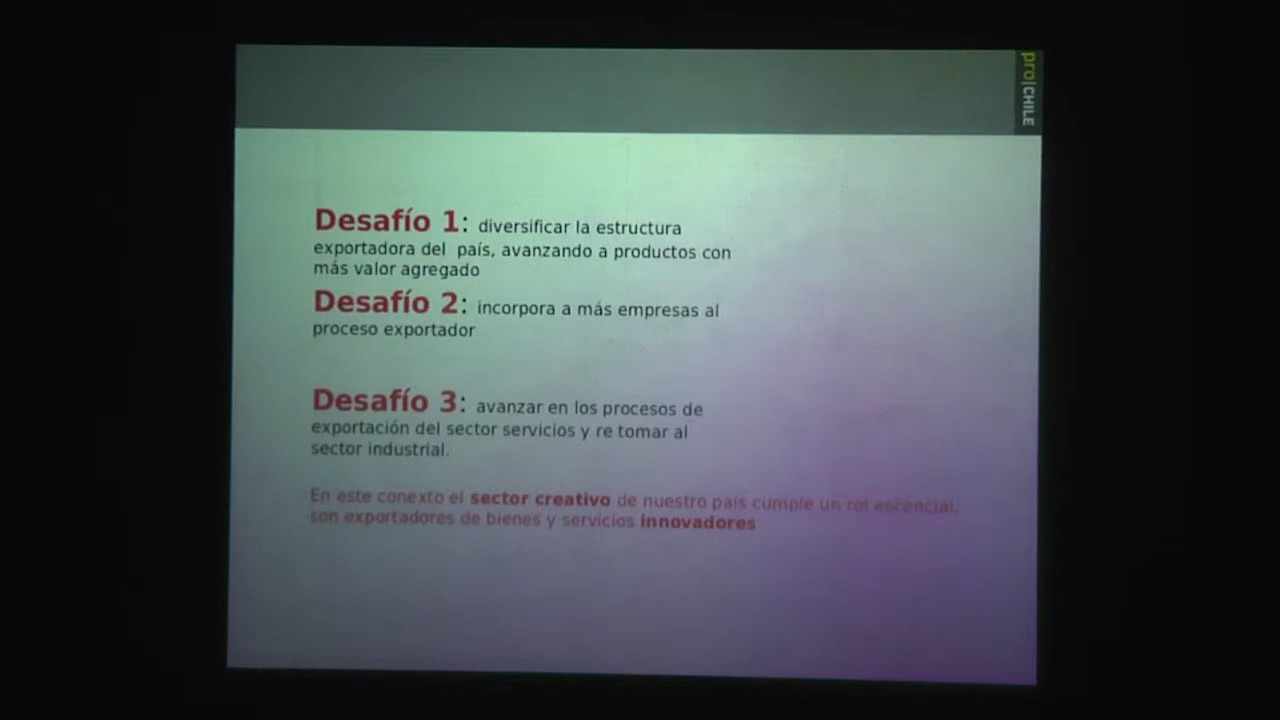 pro|CHILE
Desafío 1: diversificar la estructura
exportadora del país, avanzando a productos con
más valor agregado
Desafío 2: incorpora a más empresas al
proceso exportador
Desafío 3: avanzar en los procesos de
exportación del sector servicios y re tomar al
sector industrial.
En este conexto el sector creativo de nuestro país cumple un rol escencial,
son exportadores de bienes y servicios innovadores